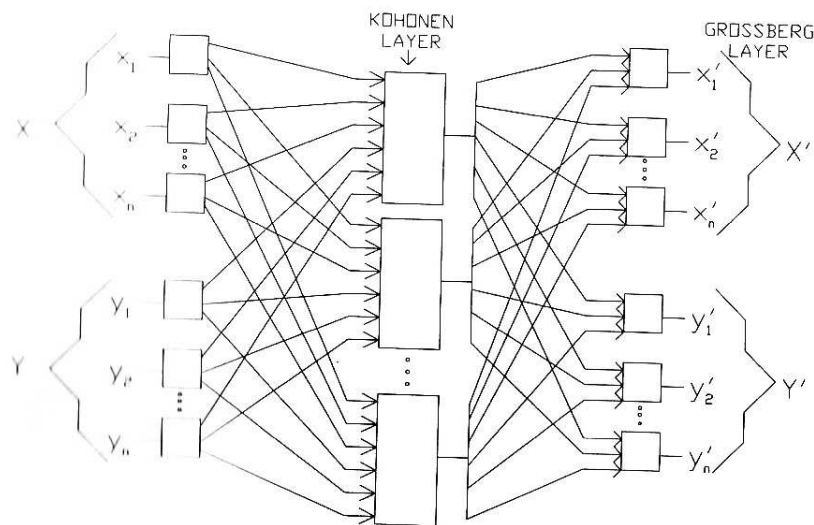 KOHONEN
LAYER
GROSSBERG
LAYER
X
x₁
x₂
xₙ
x₁′
x₂′
xₙ′
X′
Y
y₁
y₂
yₙ
y₁′
y₂′
yₙ′
Y′